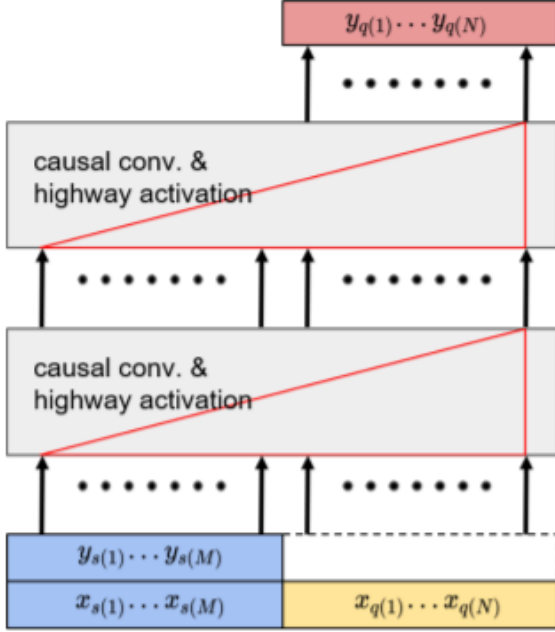 y_{q(1)} ⋯ y_{q(N)}
causal conv. &
highway activation
causal conv. &
highway activation
y_{s(1)} ⋯ y_{s(M)}
x_{s(1)} ⋯ x_{s(M)} x_{q(1)} ⋯ x_{q(N)}